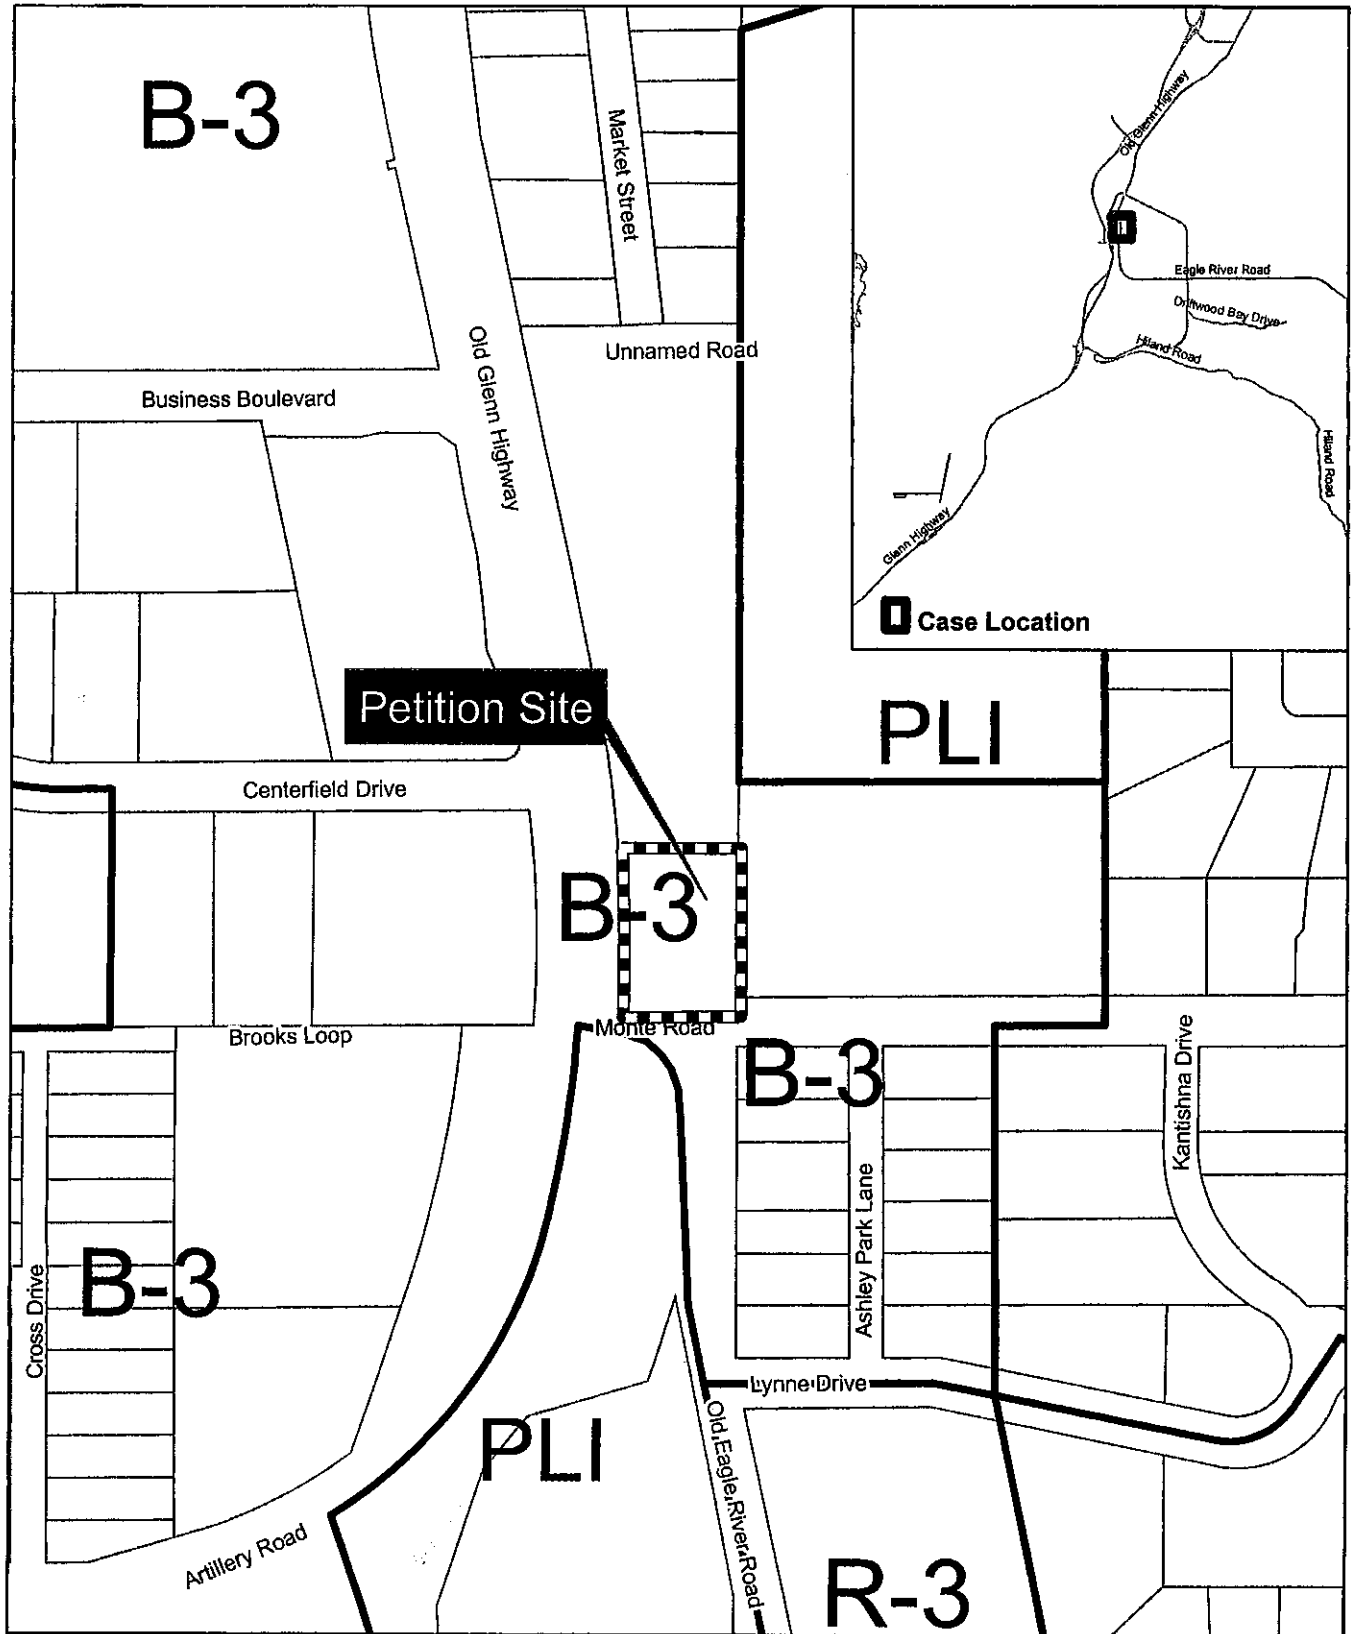 B-3
Market Street
Old Glenn Highway
Eagle River Road
Driftwood Bay Drive
Hiland Road
Hiland Road
Glenn Highway
Case Location
Old Glenn Highway
Unnamed Road
Business Boulevard
Petition Site
PLI
Centerfield Drive
B-3
Monte Road
Brooks Loop
B-3
Kantishna Drive
Ashley Park Lane
B-3
Cross Drive
Lynne Drive
PLI
Old Eagle River Road
Artillery Road
R-3